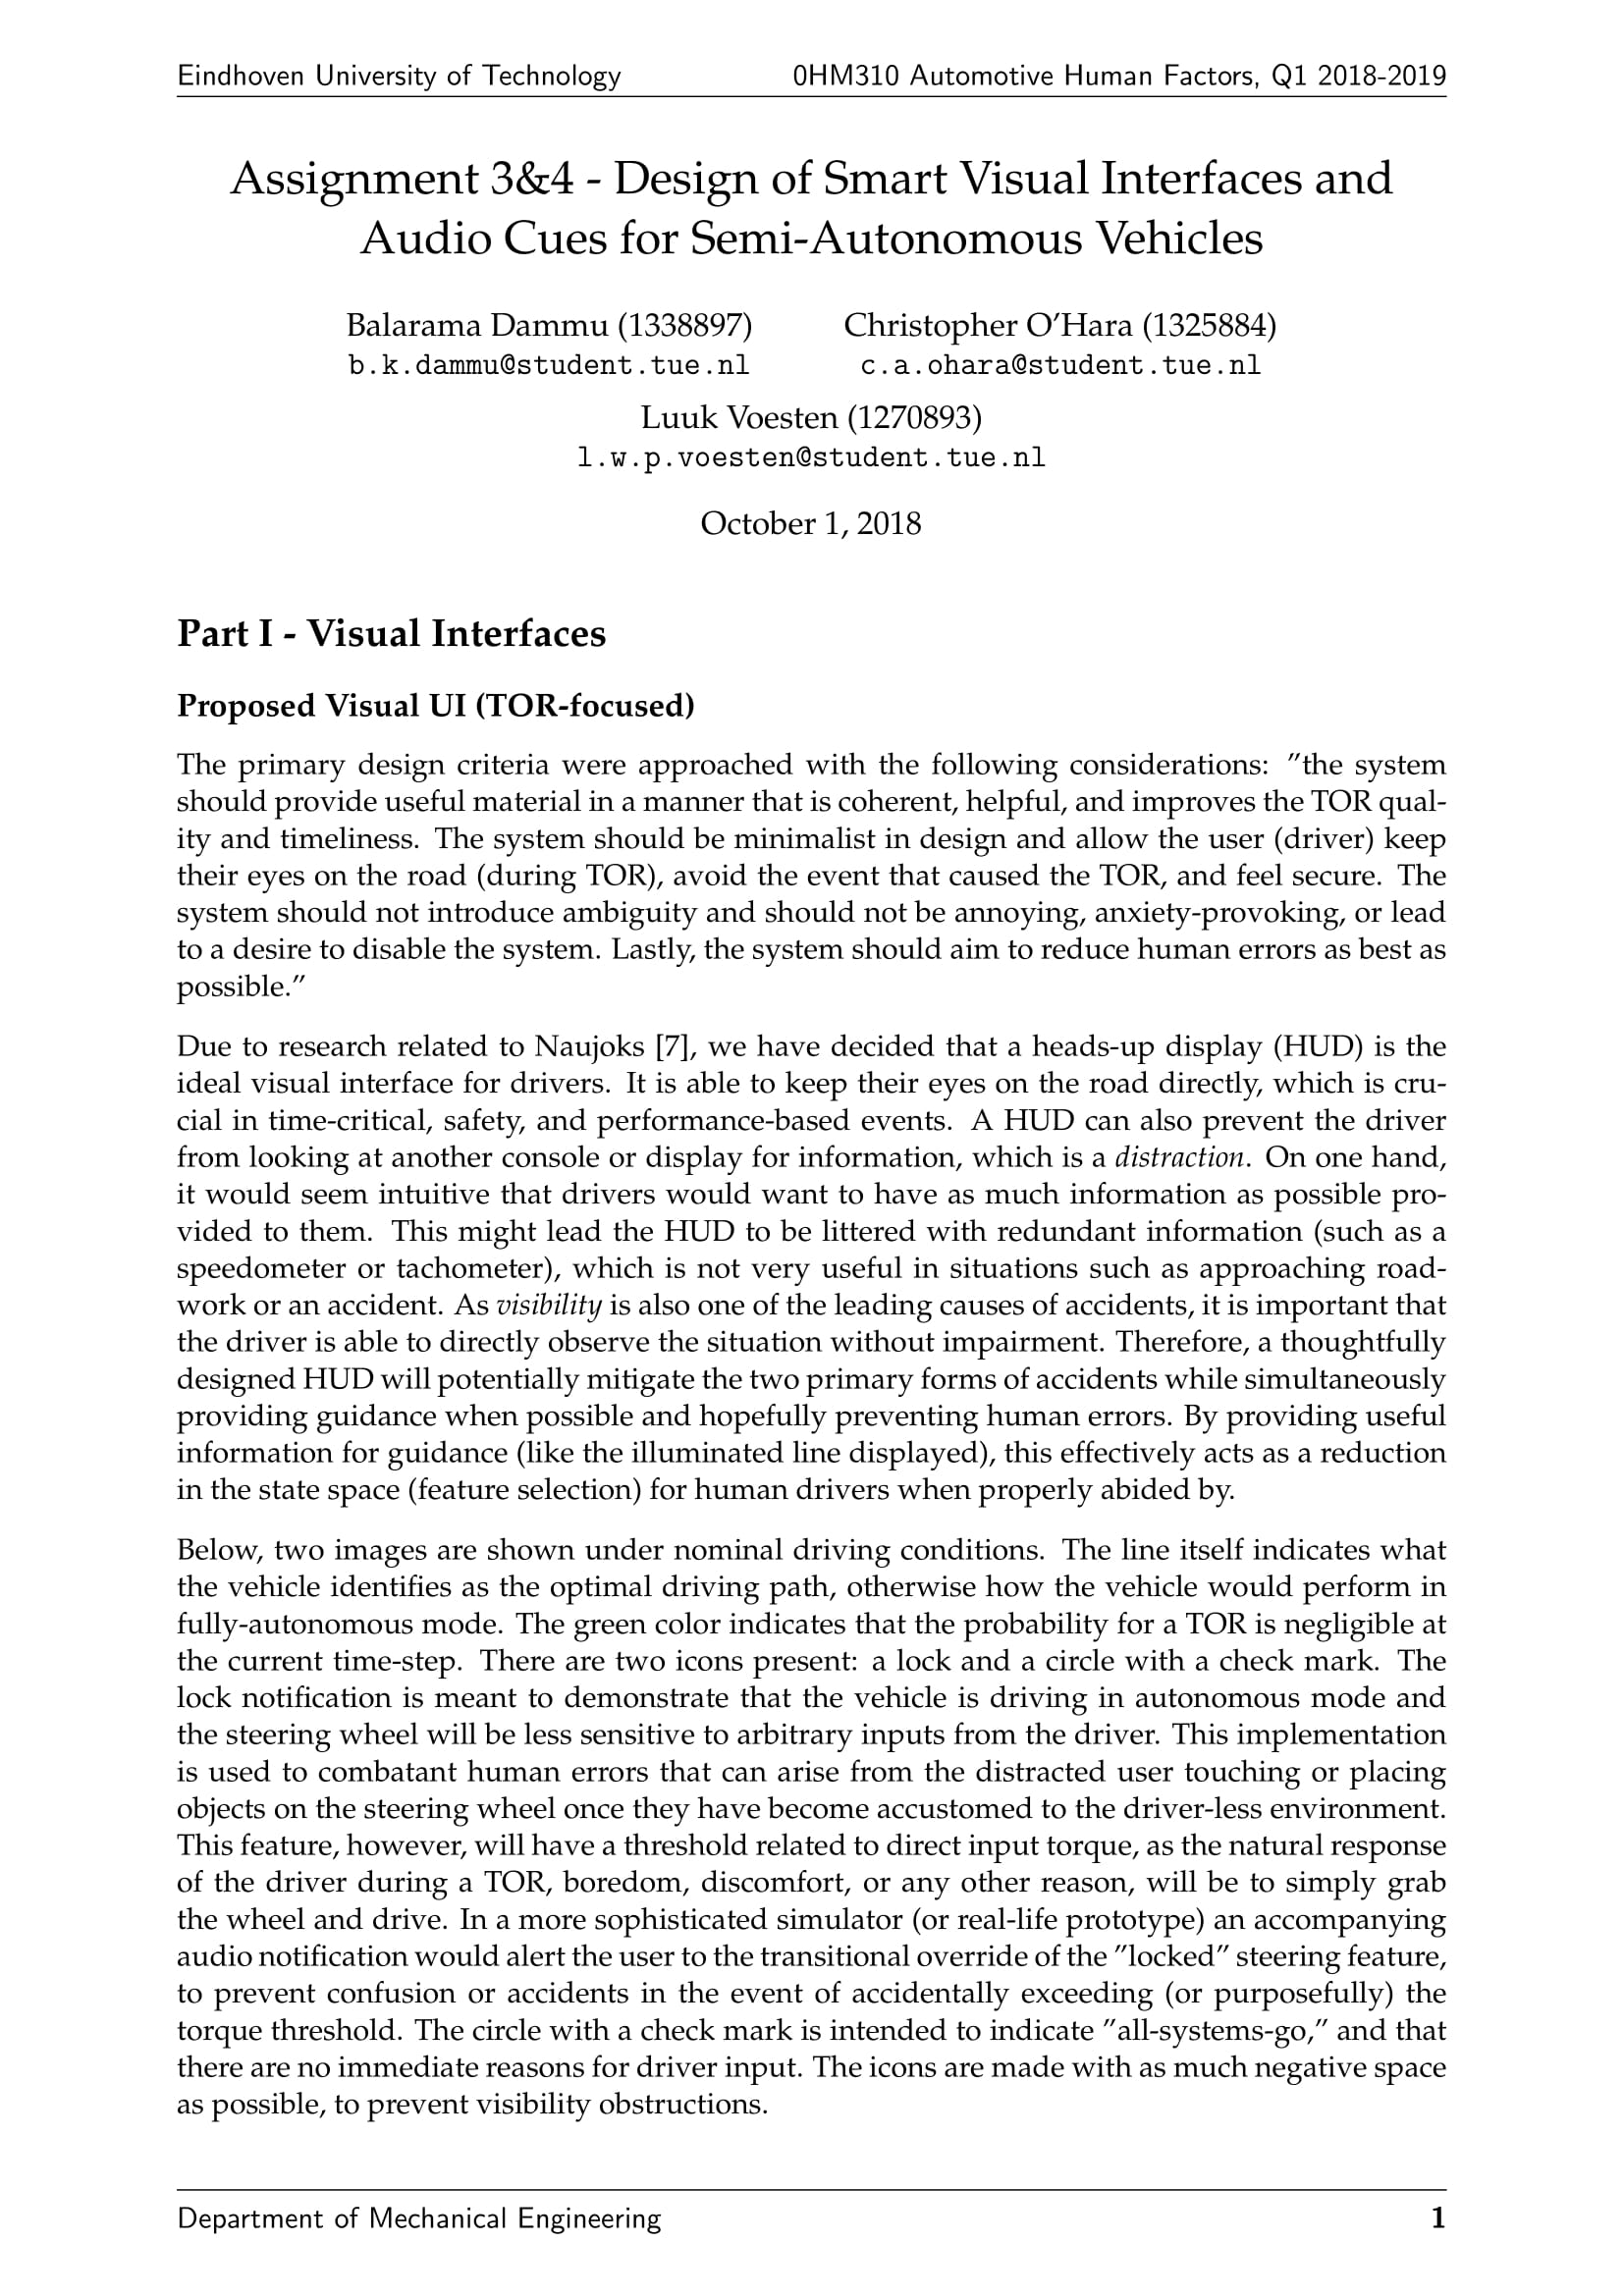 Eindhoven University of Technology 0HM310 Automotive Human Factors, Q1 2018-2019
Assignment 3&4 - Design of Smart Visual Interfaces and
Audio Cues for Semi-Autonomous Vehicles
Balarama Dammu (1338897) Christopher O'Hara (1325884)
b.k.dammu@student.tue.nl c.a.ohara@student.tue.nl
Luuk Voesten (1270893)
l.w.p.voesten@student.tue.nl
October 1, 2018
Part I - Visual Interfaces
Proposed Visual UI (TOR-focused)
The primary design criteria were approached with the following considerations: ”the system
should provide useful material in a manner that is coherent, helpful, and improves the TOR qual-
ity and timeliness. The system should be minimalist in design and allow the user (driver) keep
their eyes on the road (during TOR), avoid the event that caused the TOR, and feel secure. The
system should not introduce ambiguity and should not be annoying, anxiety-provoking, or lead
to a desire to disable the system. Lastly, the system should aim to reduce human errors as best as
possible.”
Due to research related to Naujoks [7], we have decided that a heads-up display (HUD) is the
ideal visual interface for drivers. It is able to keep their eyes on the road directly, which is cru-
cial in time-critical, safety, and performance-based events. A HUD can also prevent the driver
from looking at another console or display for information, which is a distraction. On one hand,
it would seem intuitive that drivers would want to have as much information as possible pro-
vided to them. This might lead the HUD to be littered with redundant information (such as a
speedometer or tachometer), which is not very useful in situations such as approaching road-
work or an accident. As visibility is also one of the leading causes of accidents, it is important that
the driver is able to directly observe the situation without impairment. Therefore, a thoughtfully
designed HUD will potentially mitigate the two primary forms of accidents while simultaneously
providing guidance when possible and hopefully preventing human errors. By providing useful
information for guidance (like the illuminated line displayed), this effectively acts as a reduction
in the state space (feature selection) for human drivers when properly abided by.
Below, two images are shown under nominal driving conditions. The line itself indicates what
the vehicle identifies as the optimal driving path, otherwise how the vehicle would perform in
fully-autonomous mode. The green color indicates that the probability for a TOR is negligible at
the current time-step. There are two icons present: a lock and a circle with a check mark. The
lock notification is meant to demonstrate that the vehicle is driving in autonomous mode and
the steering wheel will be less sensitive to arbitrary inputs from the driver. This implementation
is used to combatant human errors that can arise from the distracted user touching or placing
objects on the steering wheel once they have become accustomed to the driver-less environment.
This feature, however, will have a threshold related to direct input torque, as the natural response
of the driver during a TOR, boredom, discomfort, or any other reason, will be to simply grab
the wheel and drive. In a more sophisticated simulator (or real-life prototype) an accompanying
audio notification would alert the user to the transitional override of the ”locked” steering feature,
to prevent confusion or accidents in the event of accidentally exceeding (or purposefully) the
torque threshold. The circle with a check mark is intended to indicate ”all-systems-go,” and that
there are no immediate reasons for driver input. The icons are made with as much negative space
as possible, to prevent visibility obstructions.
Department of Mechanical Engineering 1